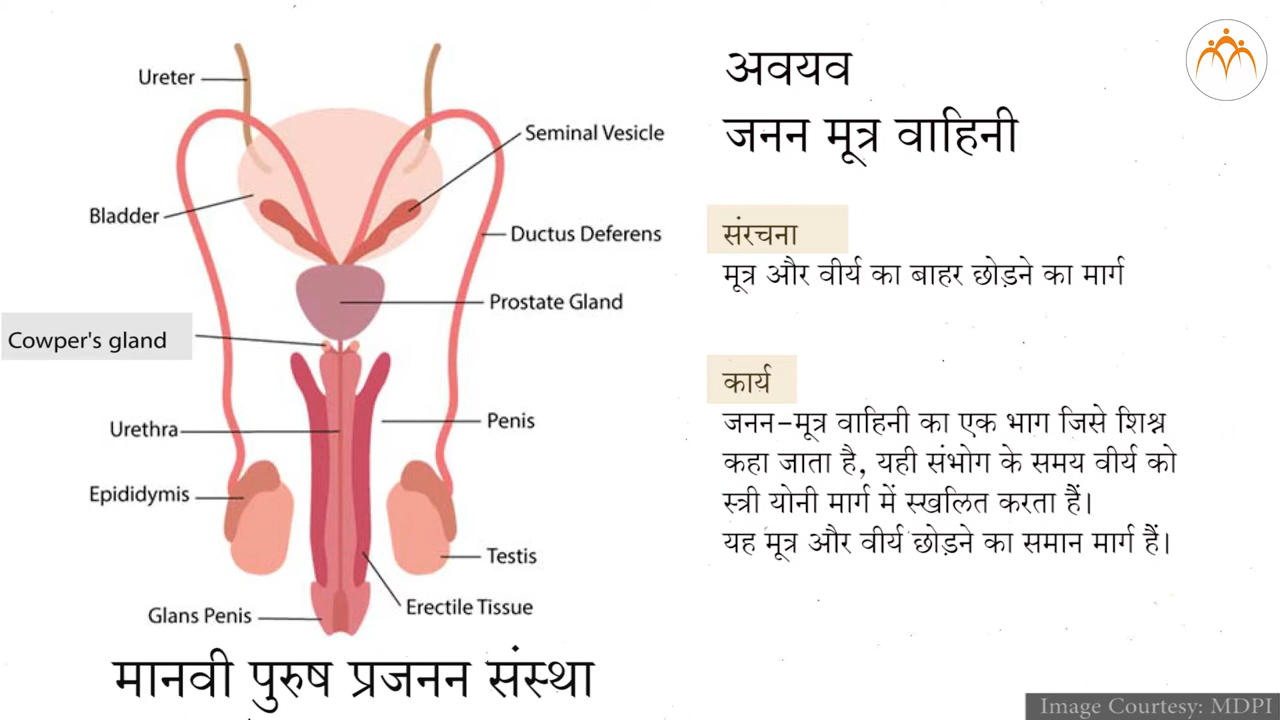 Ureter
Seminal Vesicle
Bladder
Ductus Deferens
Prostate Gland
Cowper's gland
Urethra
Penis
Epididymis
Testis
Erectile Tissue
Glans Penis
मानवी पुरुष प्रजनन संस्था
अवयव
जनन मूत्र वाहिनी
संरचना
मूत्र और वीर्य का बाहर छोड़ने का मार्ग
कार्य
जनन-मूत्र वाहिनी का एक भाग जिसे शिश्न
कहा जाता है, यही संभोग के समय वीर्य को
स्त्री योनी मार्ग में स्खलित करता हैं।
यह मूत्र और वीर्य छोड़ने का समान मार्ग हैं।
Image Courtesy: MDPI